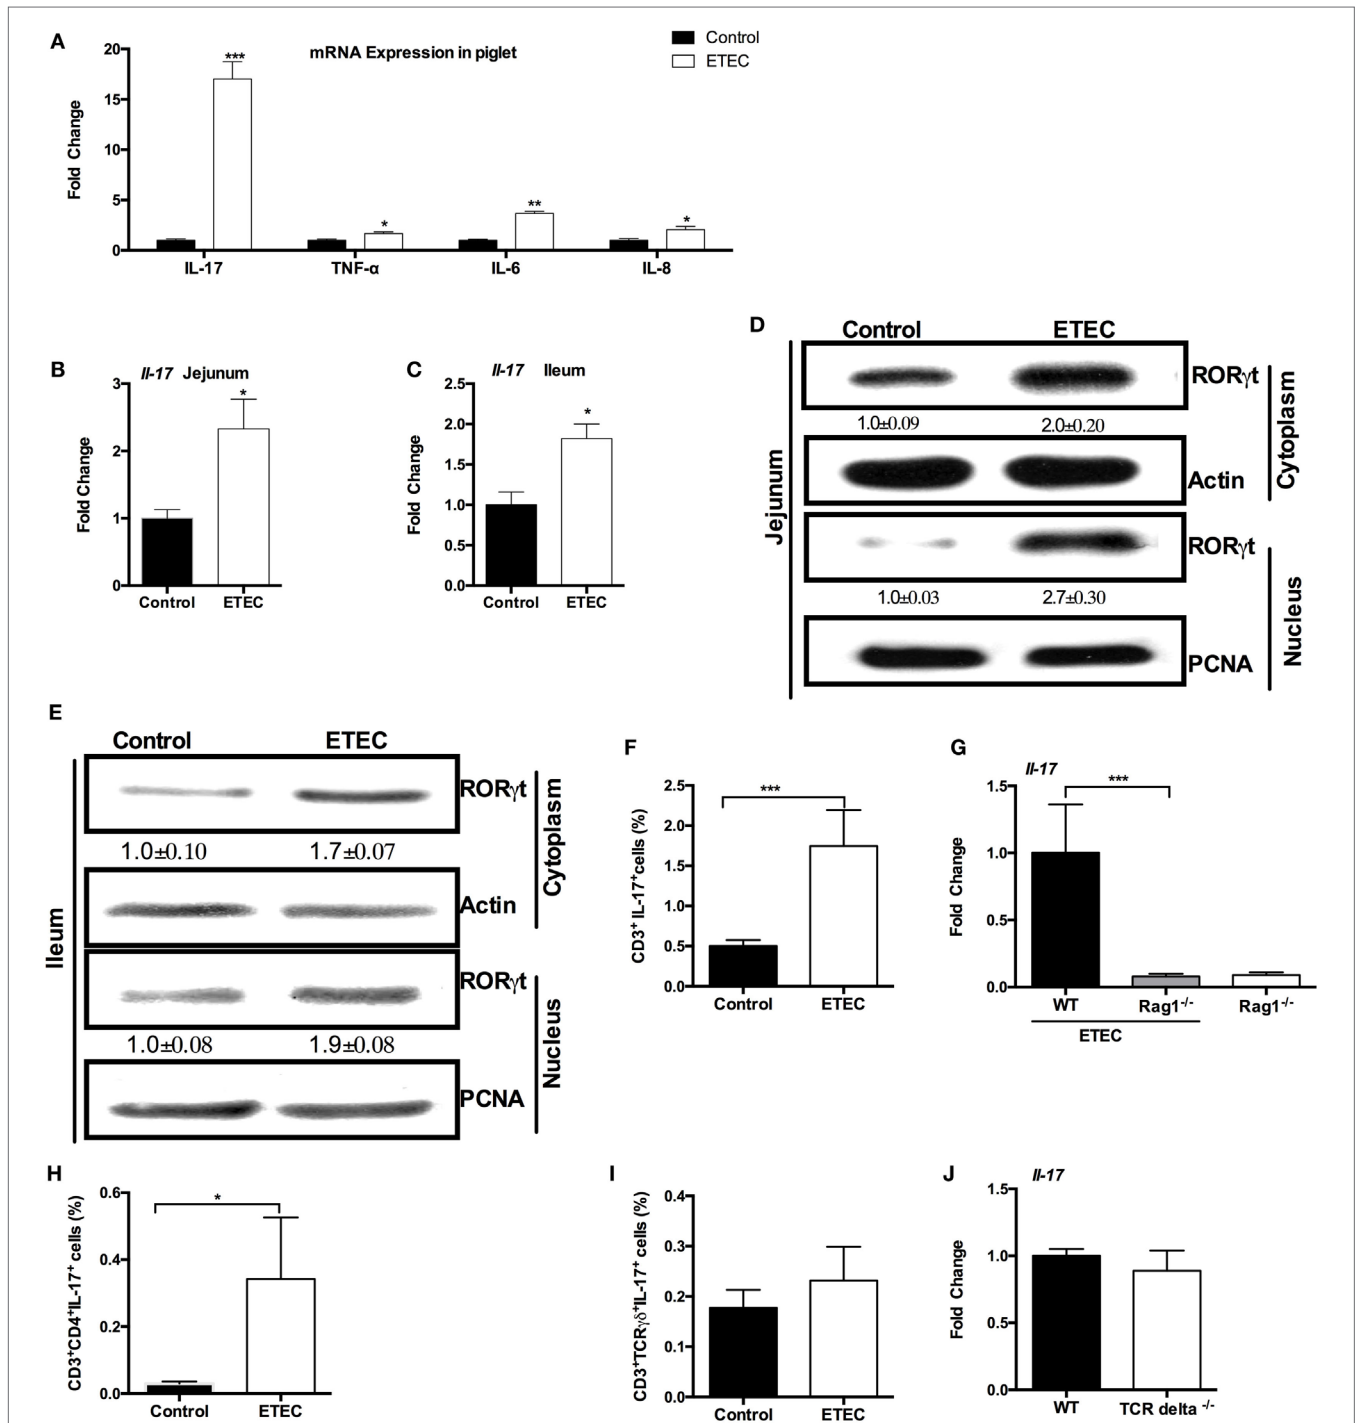 A
mRNA Expression in piglet
Control
ETEC
Fold Change
20
15
10
5
0
***
*
**
*
IL-17
TNF-α
IL-6
IL-8
B
Il-17 Jejunum
Fold Change
3
2
1
0
*
Control
ETEC
C
Il-17 Ileum
Fold Change
2.5
2.0
1.5
1.0
0.5
0.0
*
Control
ETEC
D
Control
ETEC
Jejunum
RORγt
1.0±0.09
2.0±0.20
Actin
Cytoplasm
RORγt
1.0±0.03
2.7±0.30
PCNA
Nucleus
E
Control
ETEC
Ileum
RORγt
1.0±0.10
1.7±0.07
Actin
Cytoplasm
RORγt
1.0±0.08
1.9±0.08
PCNA
Nucleus
F
CD3⁺ IL-17⁺cells (%)
2.5
2.0
1.5
1.0
0.5
0.0
***
Control
ETEC
G
Il-17
Fold Change
1.5
1.0
0.5
0.0
***
WT
Rag1⁻/⁻
Rag1⁻/⁻
ETEC
H
CD3⁺CD4⁺IL-17⁺ cells (%)
0.6
0.4
0.2
0.0
*
Control
ETEC
I
CD3⁺TCRγδ⁺IL-17⁺ cells (%)
0.4
0.3
0.2
0.1
0.0
Control
ETEC
J
Il-17
Fold Change
1.5
1.0
0.5
0.0
WT
TCR delta ⁻/⁻